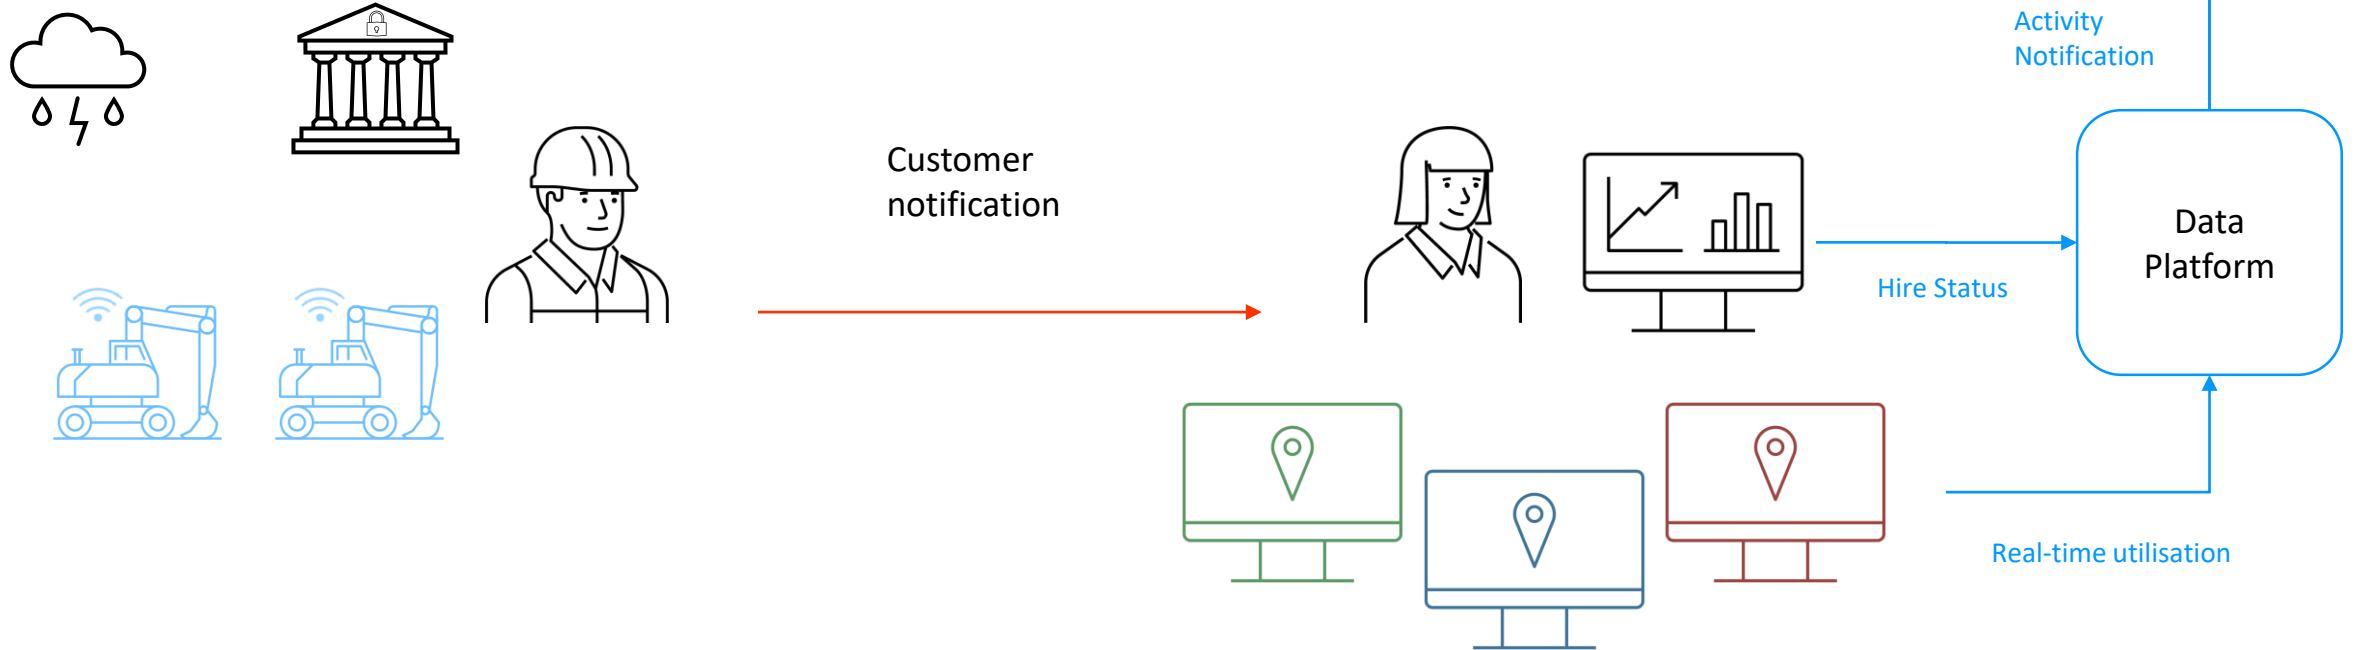 Activity
Notification
Customer
notification
Data
Platform
Hire Status
Real-time utilisation